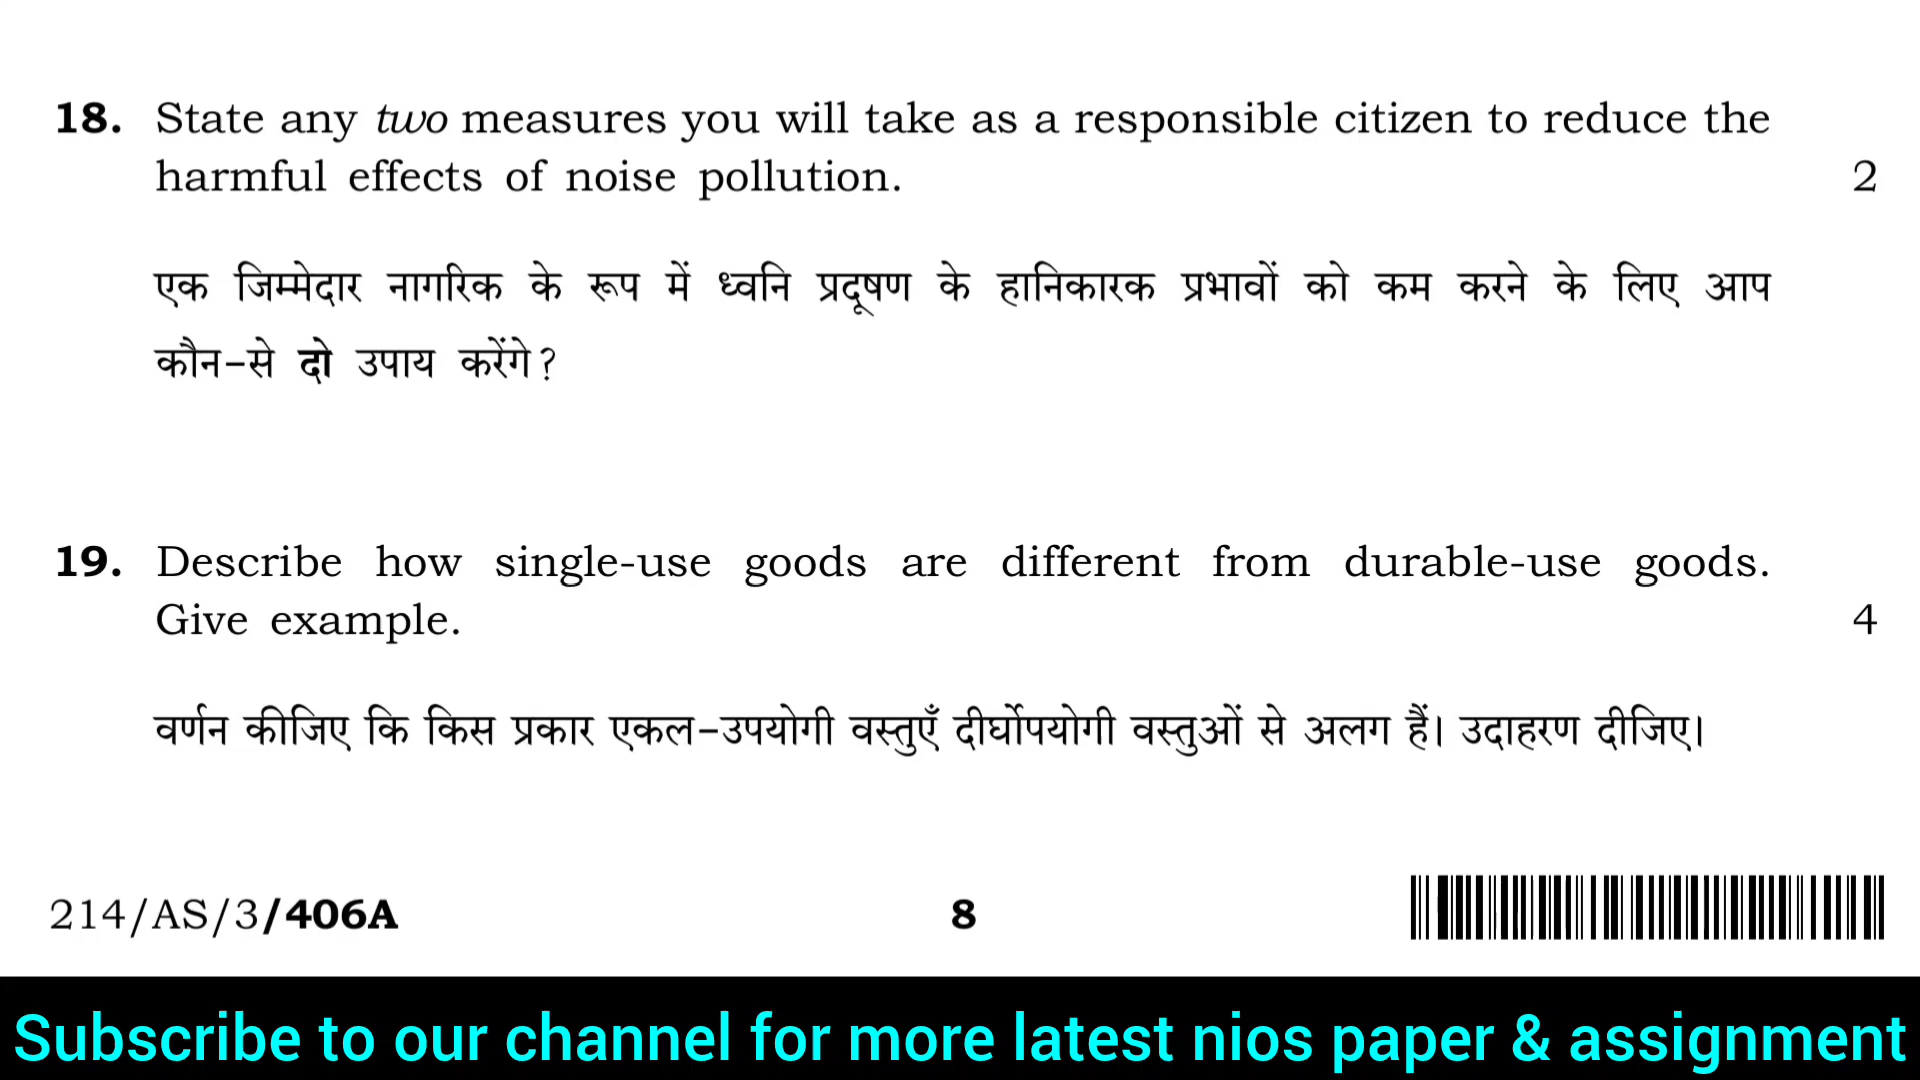 18. State any two measures you will take as a responsible citizen to reduce the
harmful effects of noise pollution. 2
एक जिम्मेदार नागरिक के रूप में ध्वनि प्रदूषण के हानिकारक प्रभावों को कम करने के लिए आप
कौन-से दो उपाय करेंगे?
19. Describe how single-use goods are different from durable-use goods.
Give example. 4
वर्णन कीजिए कि किस प्रकार एकल-उपयोगी वस्तुएँ दीर्घोपयोगी वस्तुओं से अलग हैं। उदाहरण दीजिए।
214/AS/3/406A 8
Subscribe to our channel for more latest nios paper & assignment